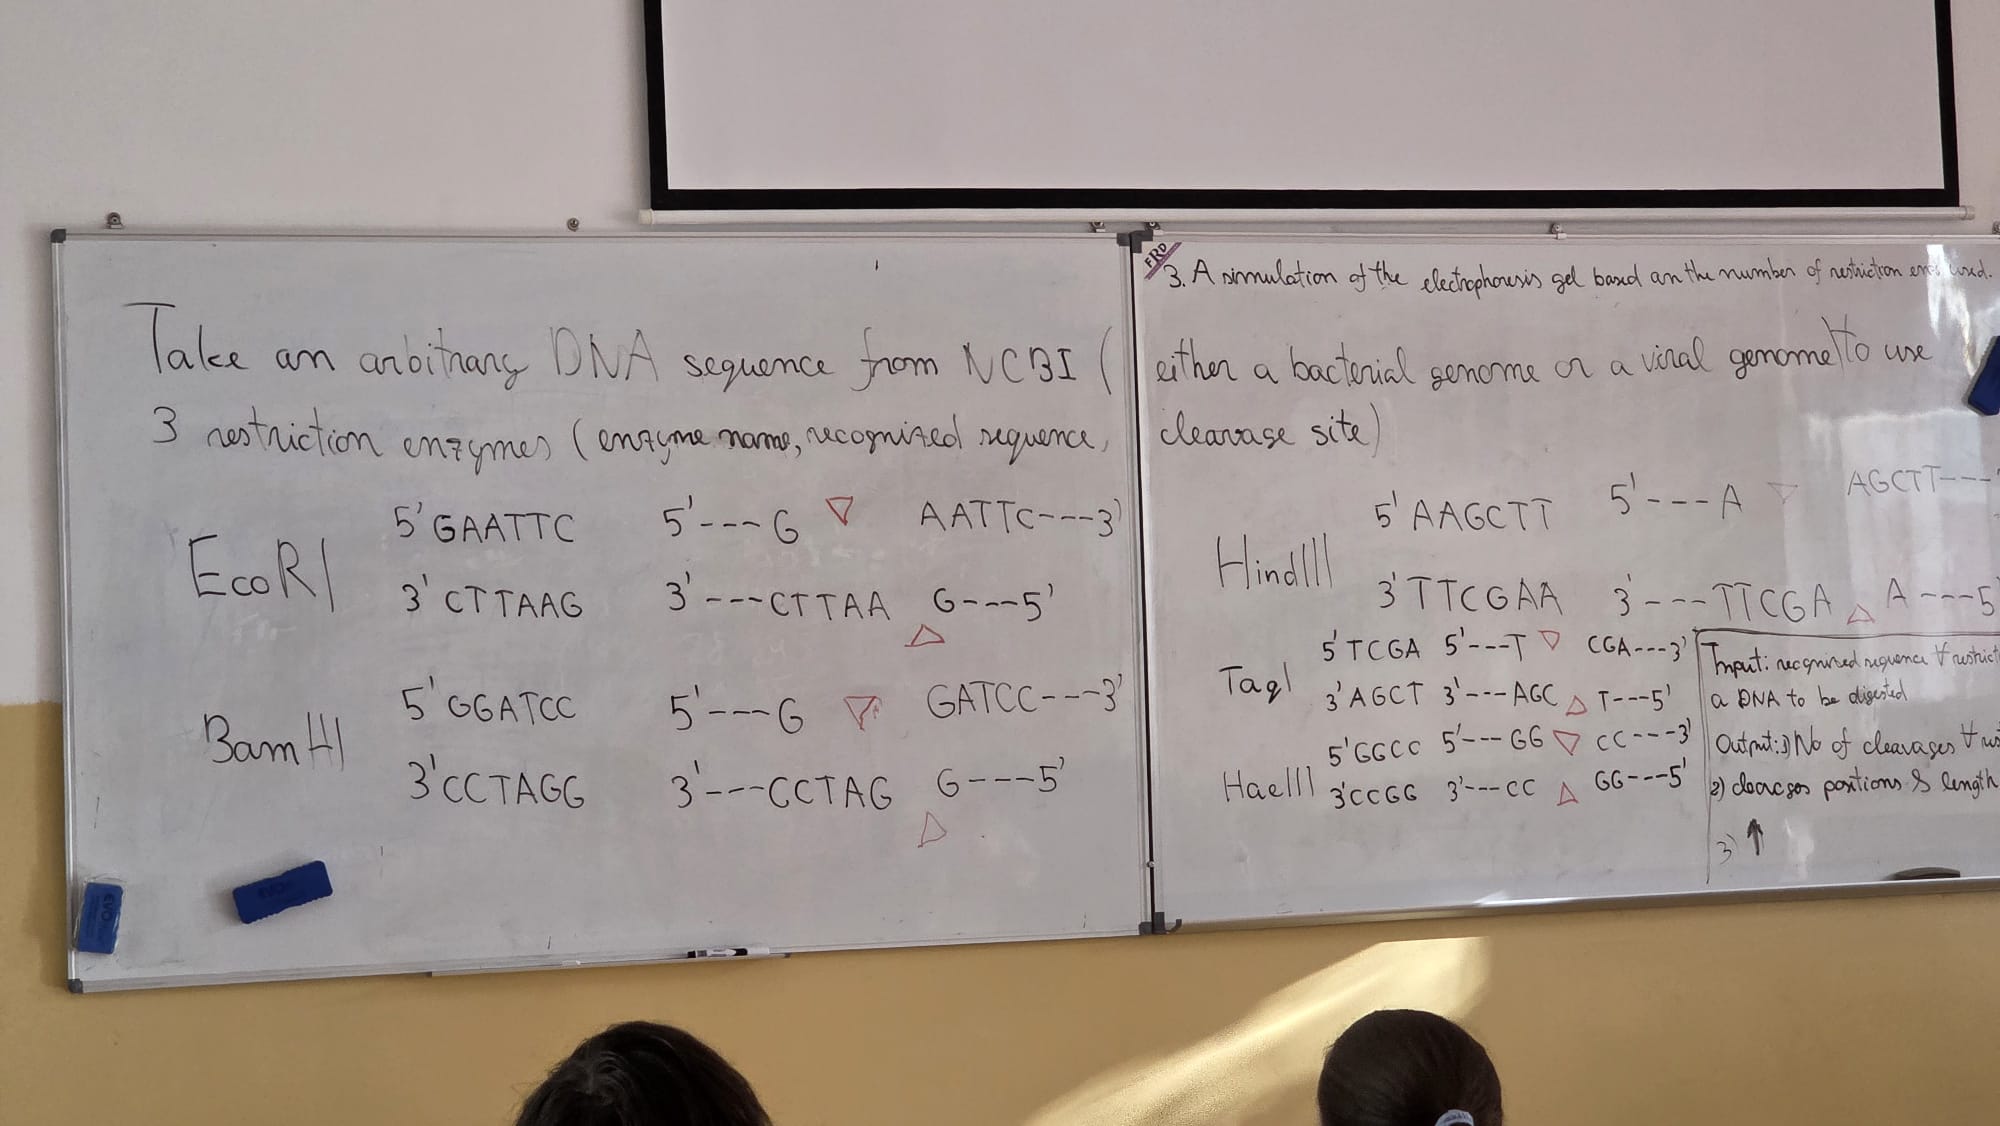 FRD
3. A simulation of the electrophoresis gel based an the number of restriction used.
Take an arbitrary DNA sequence from NCBI (either a bacterial genome or a viral genome) to use
3 restriction enzymes (enzyme name, recognized sequence, cleavage site)
5' GAATTC 5'---G AATTC---3'
EcoRI
3' CTTAAG 3'---CTTAA G---5'
5' GGATCC 5'---G GATCC---3'
BamHI
3' CCTAGG 3'---CCTAG G---5'
5' AAGCTT 5'---A AGCTT---
HindIII
3' TTCGAA 3'---TTCGA A---5'
5' TCGA 5'---T CGA---3'
TaqI
3' AGCT 3'---AGC T---5'
5' GGCC 5'---GG CC---3'
HaeIII
3' CCGG 3'---CC GG---5'
Input: recognized sequence ∀
a DNA to be digested
Output: 1) No of cleavages ∀
2) positions & length
3) ↑
EVO
EVO